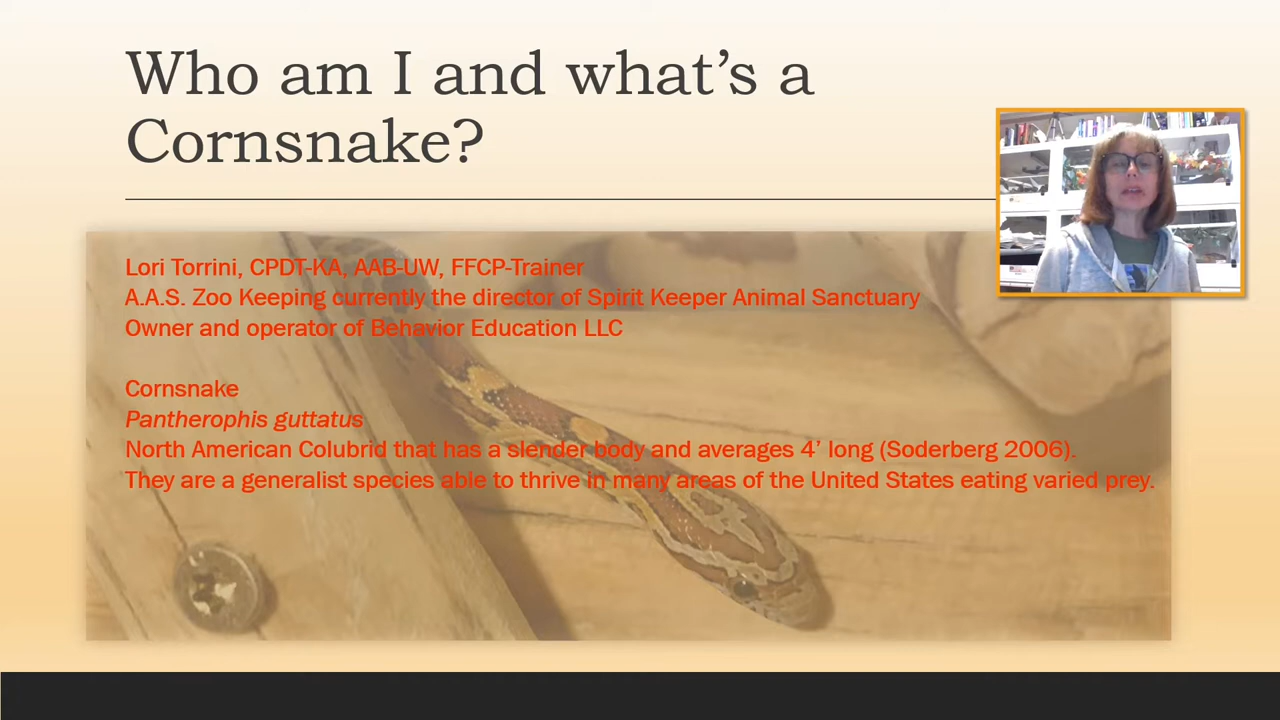 Who am I and what’s a
Cornsnake?
Lori Torrini, CPDT-KA, AAB-UW, FFCP-Trainer
A.A.S. Zoo Keeping currently the director of Spirit Keeper Animal Sanctuary
Owner and operator of Behavior Education LLC
Cornsnake
Pantherophis guttatus
North American Colubrid that has a slender body and averages 4’ long (Soderberg 2006).
They are a generalist species able to thrive in many areas of the United States eating varied prey.